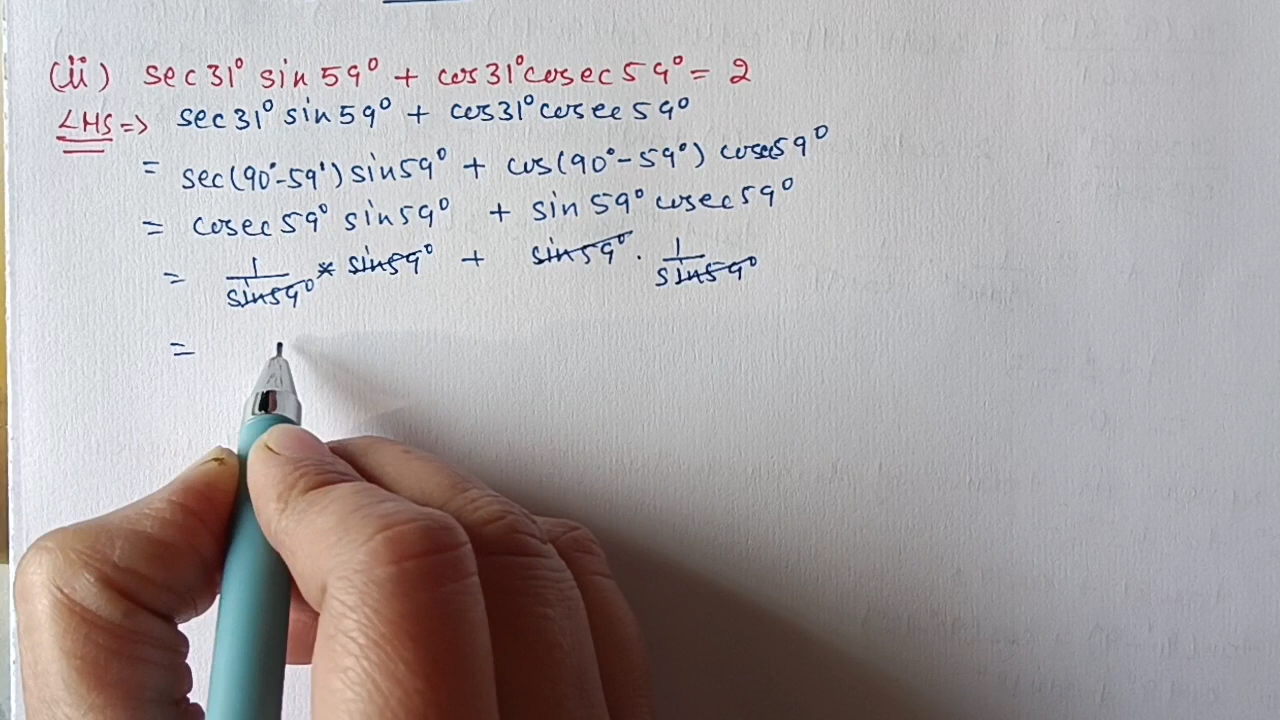 (ii) sec 31° sin 59° + cos 31° cosec 59° = 2
LHS => sec 31° sin 59° + cos 31° cosec 59°
= sec(90°-59°) sin 59° + cos(90°-59°) cosec 59°
= cosec 59° sin 59° + sin 59° cosec 59°
= 1/sin 59° * sin 59° + sin 59° . 1/sin 59°
=